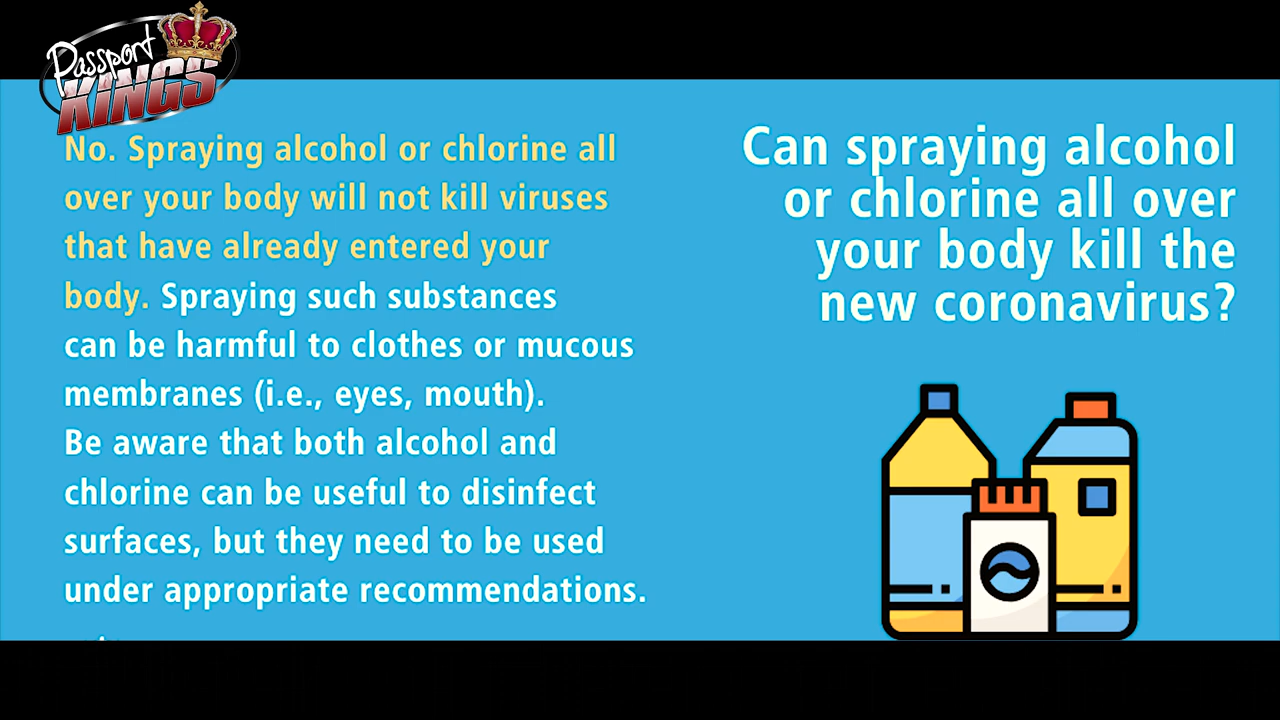 Passport
KINGS
No. Spraying alcohol or chlorine all
over your body will not kill viruses
that have already entered your
body. Spraying such substances
can be harmful to clothes or mucous
membranes (i.e., eyes, mouth).
Be aware that both alcohol and
chlorine can be useful to disinfect
surfaces, but they need to be used
under appropriate recommendations.
Can spraying alcohol
or chlorine all over
your body kill the
new coronavirus?